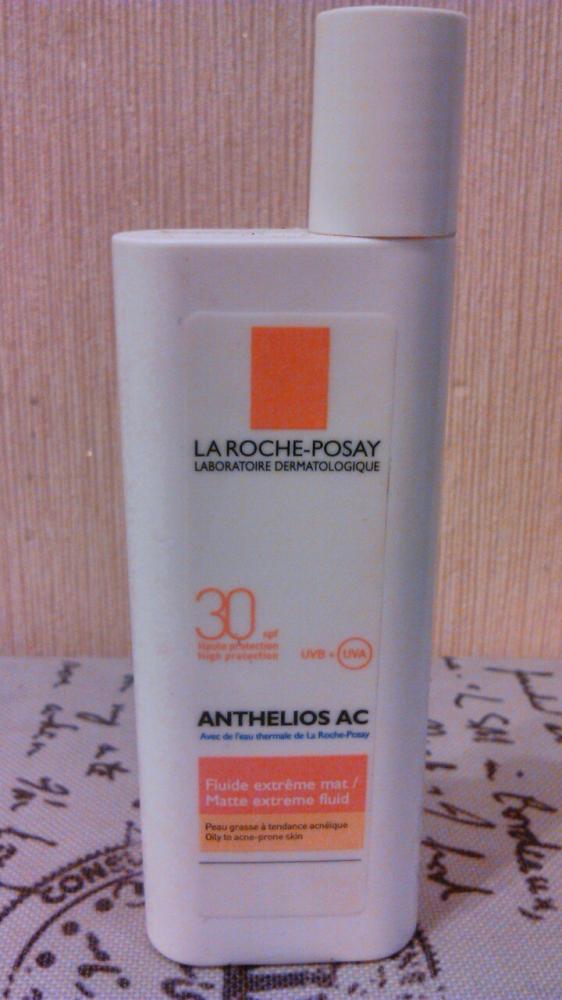 LA ROCHE-POSAY
LABORATOIRE DERMATOLOGIQUE
30 spf
Haute protection
High protection
UVB + UVA
ANTHELIOS AC
Avec de l'eau thermale de La Roche-Posay
Fluide extrême mat /
Matte extreme fluid
Peau grasse à tendance acnéique
Oily to acne-prone skin